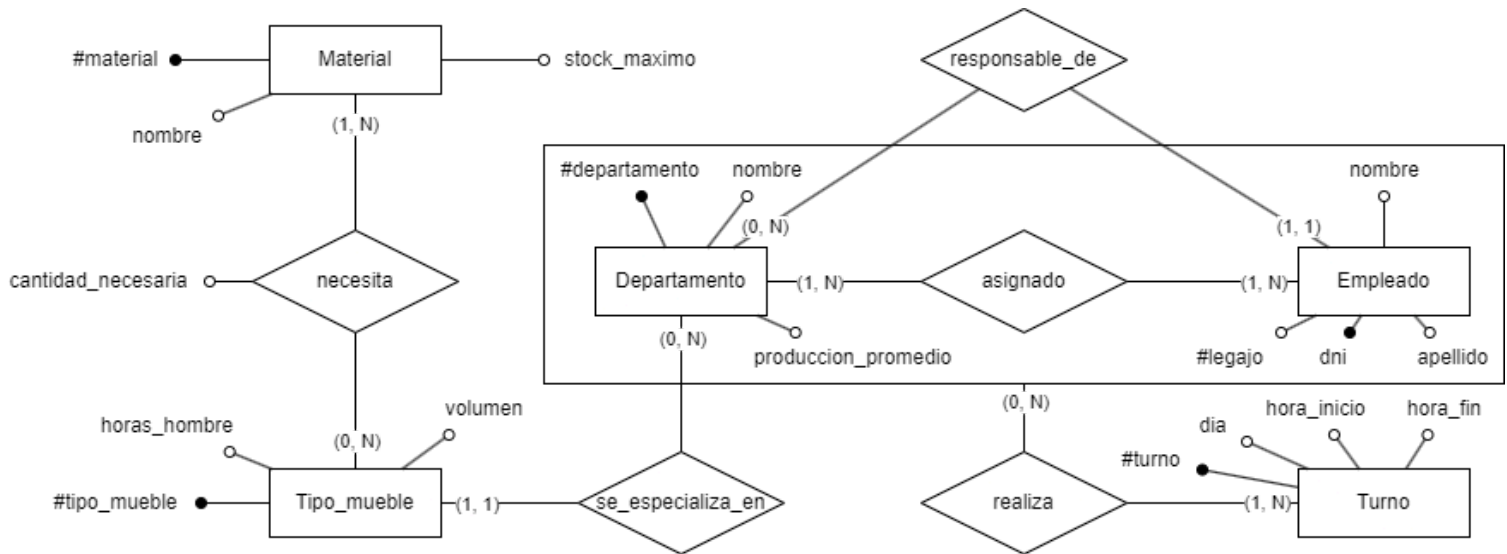 #material
Material
stock_maximo
responsable_de
nombre
(1, N)
#departamento
nombre
nombre
(0, N)
(1, 1)
cantidad_necesaria
necesita
Departamento
(1, N)
asignado
(1, N)
Empleado
(0, N)
produccion_promedio
#legajo
dni
apellido
horas_hombre
volumen
(0, N)
(0, N)
dia
hora_inicio
hora_fin
#turno
#tipo_mueble
Tipo_mueble
(1, 1)
se_especializa_en
realiza
(1, N)
Turno